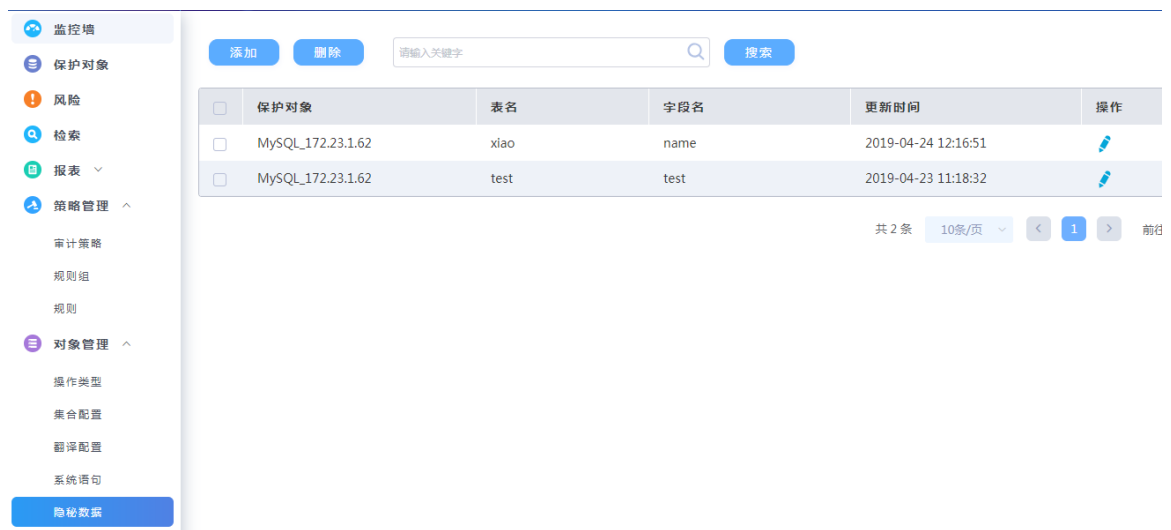 监控墙
保护对象
风险
检索
报表
策略管理
审计策略
规则组
规则
对象管理
操作类型
集合配置
翻译配置
系统语句
隐秘数据
添加 删除 请输入关键字 搜索
保护对象 表名 字段名 更新时间 操作
MySQL_172.23.1.62 xiao name 2019-04-24 12:16:51
MySQL_172.23.1.62 test test 2019-04-23 11:18:32
共 2 条 10条/页 1 前往